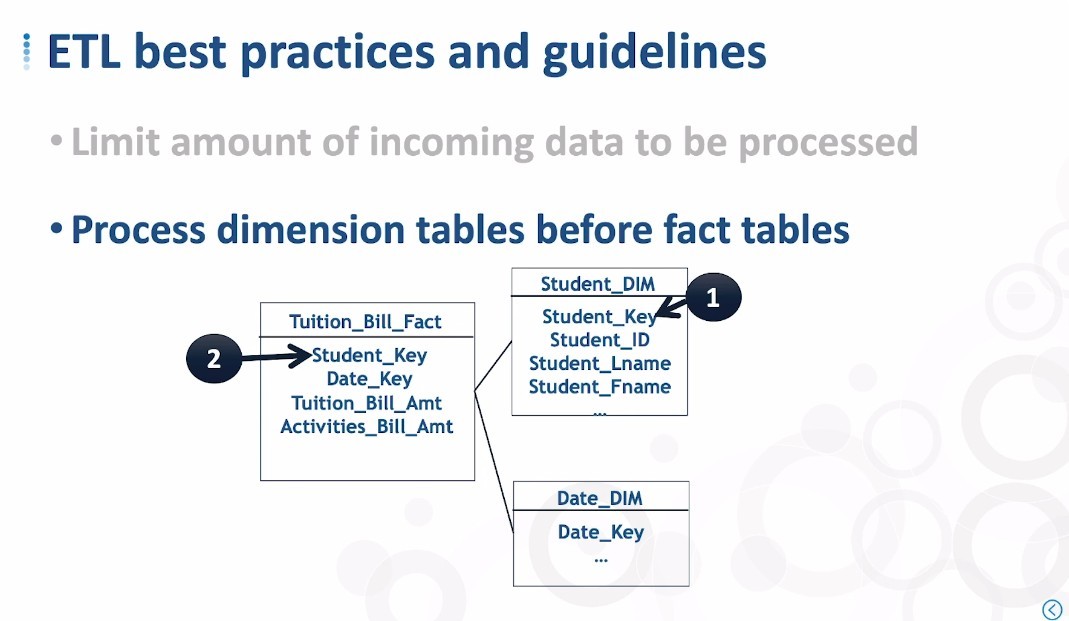 ETL best practices and guidelines
• Limit amount of incoming data to be processed
• Process dimension tables before fact tables
Tuition_Bill_Fact
Student_Key
Date_Key
Tuition_Bill_Amt
Activities_Bill_Amt
2
Student_DIM
Student_Key
Student_ID
Student_Lname
Student_Fname
...
1
Date_DIM
Date_Key
...